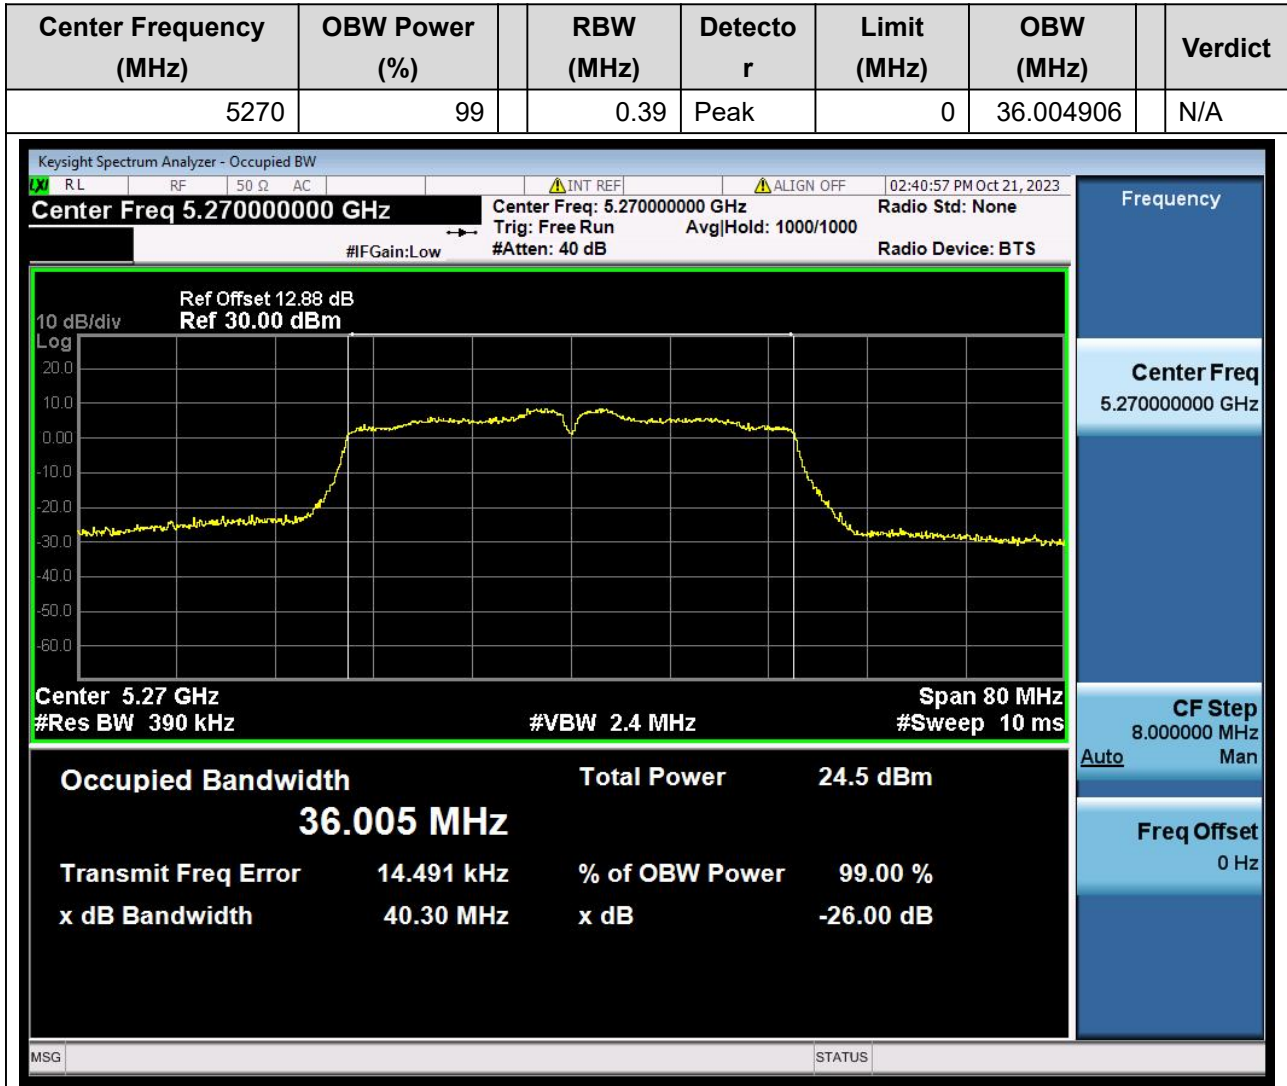 Center Frequency (MHz) OBW Power (%) RBW (MHz) Detecto r Limit (MHz) OBW (MHz) Verdict
5270 99 0.39 Peak 0 36.004906 N/A
Keysight Spectrum Analyzer - Occupied BW
LXI RL RF 50 Ω AC INT REF ALIGN OFF 02:40:57 PM Oct 21, 2023
Center Freq 5.270000000 GHz
Center Freq: 5.270000000 GHz Radio Std: None
Trig: Free Run Avg|Hold: 1000/1000
#IFGain:Low #Atten: 40 dB Radio Device: BTS
Frequency
Ref Offset 12.88 dB
10 dB/div Ref 30.00 dBm
Log
20.0
10.0
0.00
-10.0
-20.0
-30.0
-40.0
-50.0
-60.0
Center 5.27 GHz Span 80 MHz
#Res BW 390 kHz #VBW 2.4 MHz #Sweep 10 ms
Center Freq
5.270000000 GHz
CF Step
8.000000 MHz
Auto Man
Freq Offset
0 Hz
Occupied Bandwidth Total Power 24.5 dBm
36.005 MHz
Transmit Freq Error 14.491 kHz % of OBW Power 99.00 %
x dB Bandwidth 40.30 MHz x dB -26.00 dB
MSG STATUS